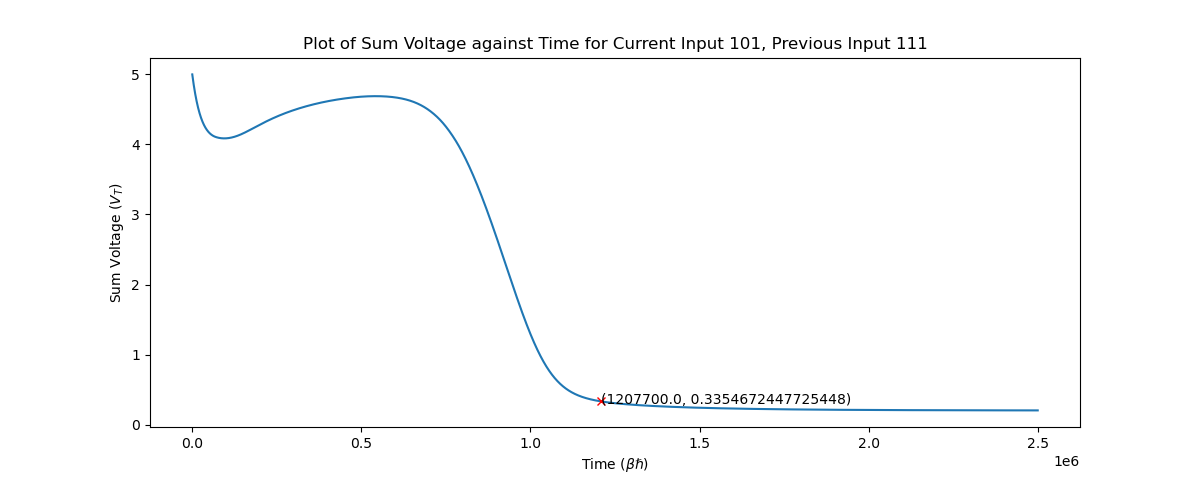 Plot of Sum Voltage against Time for Current Input 101, Previous Input 111
Sum Voltage (V_T)
5
4
3
2
1
0
(1207700.0, 0.3354672447725448)
0.0 0.5 1.0 1.5 2.0 2.5
1e6
Time (βℏ)